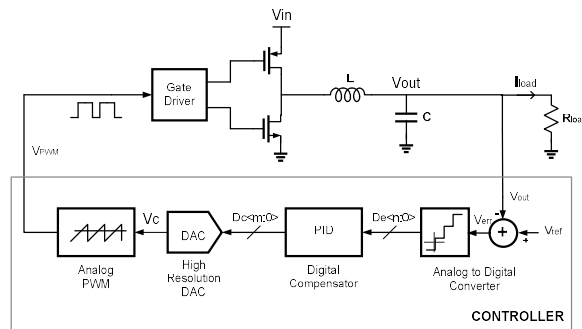 Vin
Gate
Driver
L
Vout
Iload
C
Rloa
VPWM
Vout
Vc
DAC
Dc<m:0>
PID
De<n:0>
Verr
-
+
+
Vref
Analog
PWM
High
Resolution
DAC
Digital
Compensator
Analog to Digital
Converter
CONTROLLER